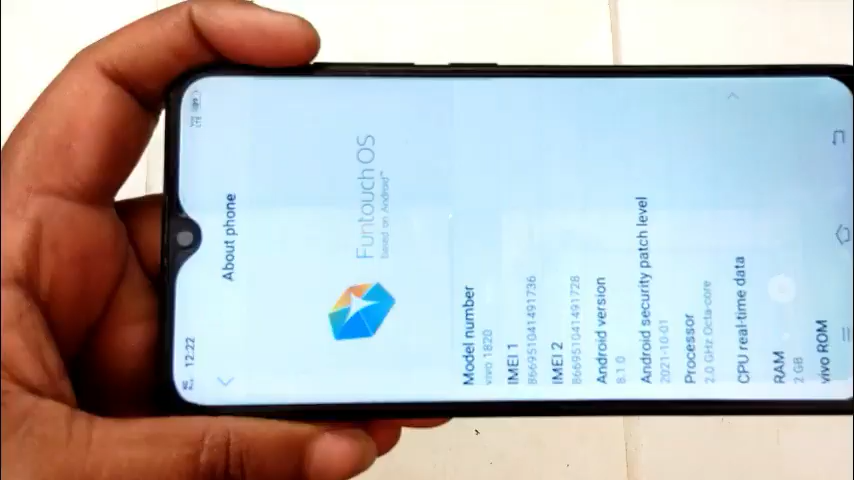 12:22
About phone
Funtouch OS
based on Android™
Model number
vivo 1820
IMEI 1
866951041491736
IMEI 2
866951041491728
Android version
8.1.0
Android security patch level
2021-10-01
Processor
2.0 GHz Octa-core
CPU real-time data
RAM
2 GB
vivo ROM